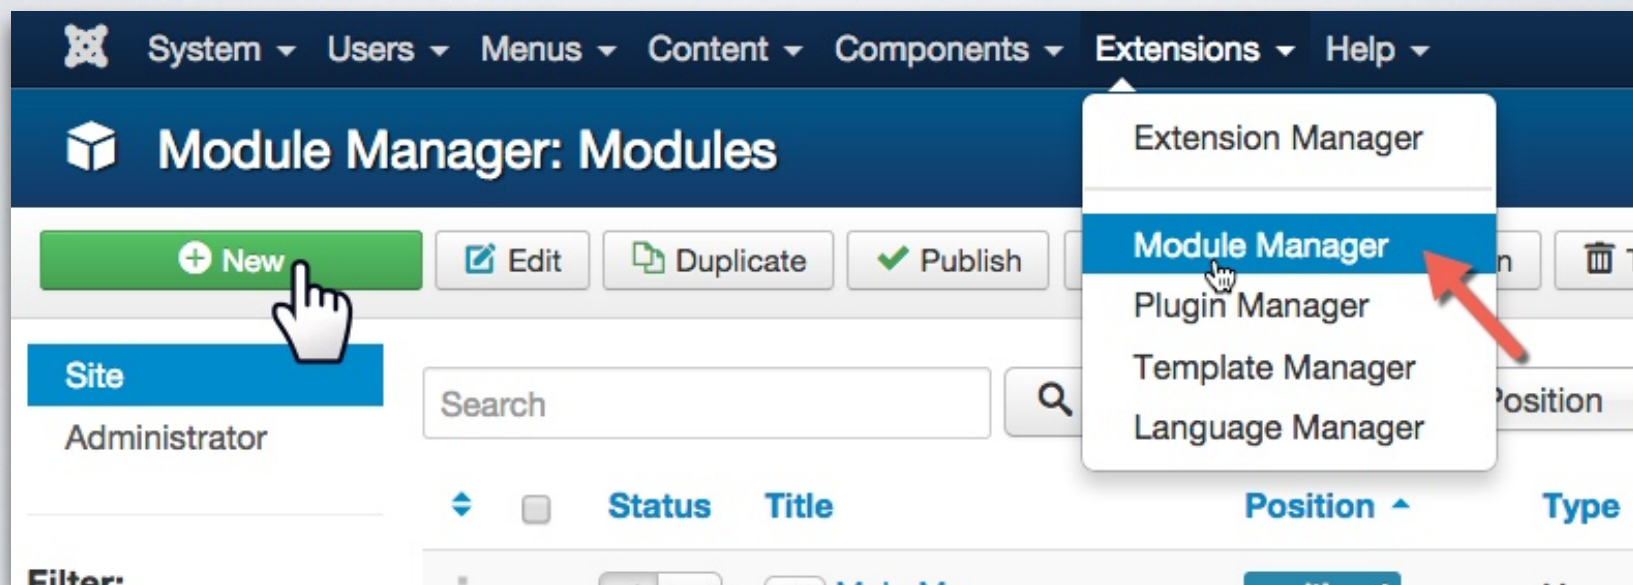 System Users Menus Content Components Extensions Help
Module Manager: Modules
Extension Manager
Module Manager
Plugin Manager
Template Manager
Language Manager
New Edit Duplicate Publish
Site
Administrator
Search
Position
Status Title Position Type
Filter: